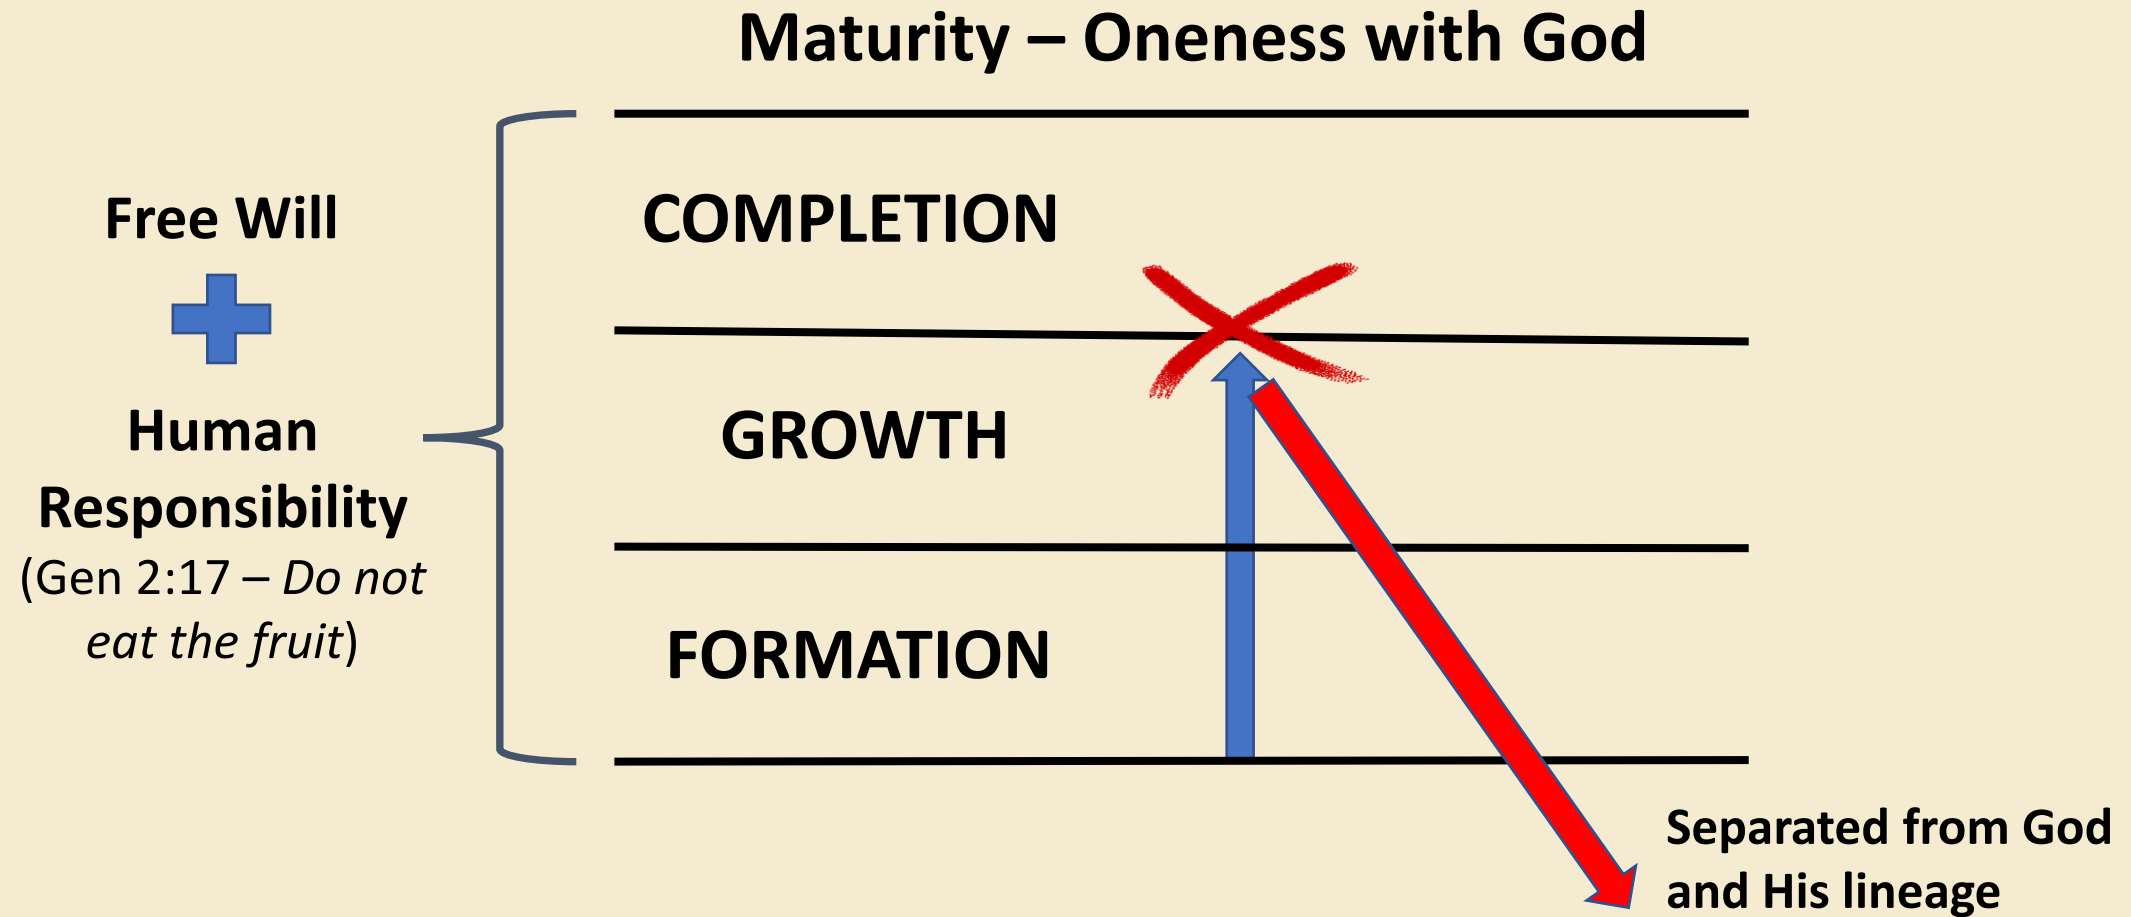 Maturity – Oneness with God
Free Will
Human
Responsibility
(Gen 2:17 – Do not
eat the fruit)
COMPLETION
GROWTH
FORMATION
Separated from God
and His lineage